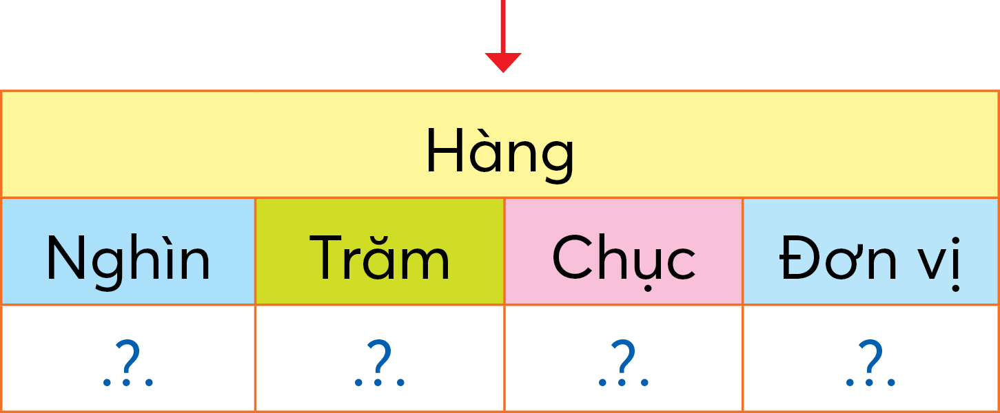 Hàng
Nghìn Trăm Chục Đơn vị
.?. .?. .?. .?.